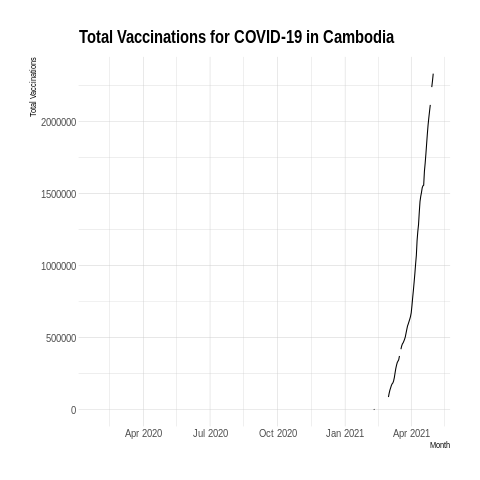 Total Vaccinations for COVID-19 in Cambodia
Total Vaccinations
2000000
1500000
1000000
500000
0
Apr 2020 Jul 2020 Oct 2020 Jan 2021 Apr 2021
Month